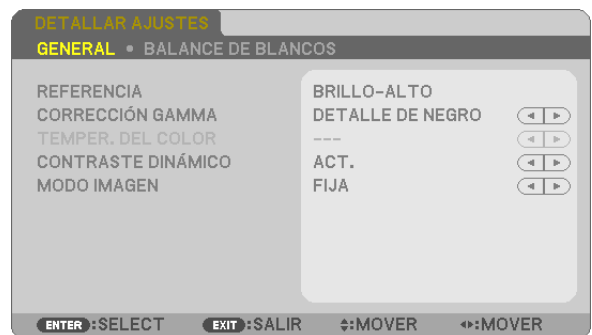 DETALLAR AJUSTES
GENERAL • BALANCE DE BLANCOS
REFERENCIA BRILLO-ALTO
CORRECCIÓN GAMMA DETALLE DE NEGRO
TEMPER. DEL COLOR ---
CONTRASTE DINÁMICO ACT.
MODO IMAGEN FIJA
ENTER:SELECT EXIT:SALIR :MOVER :MOVER